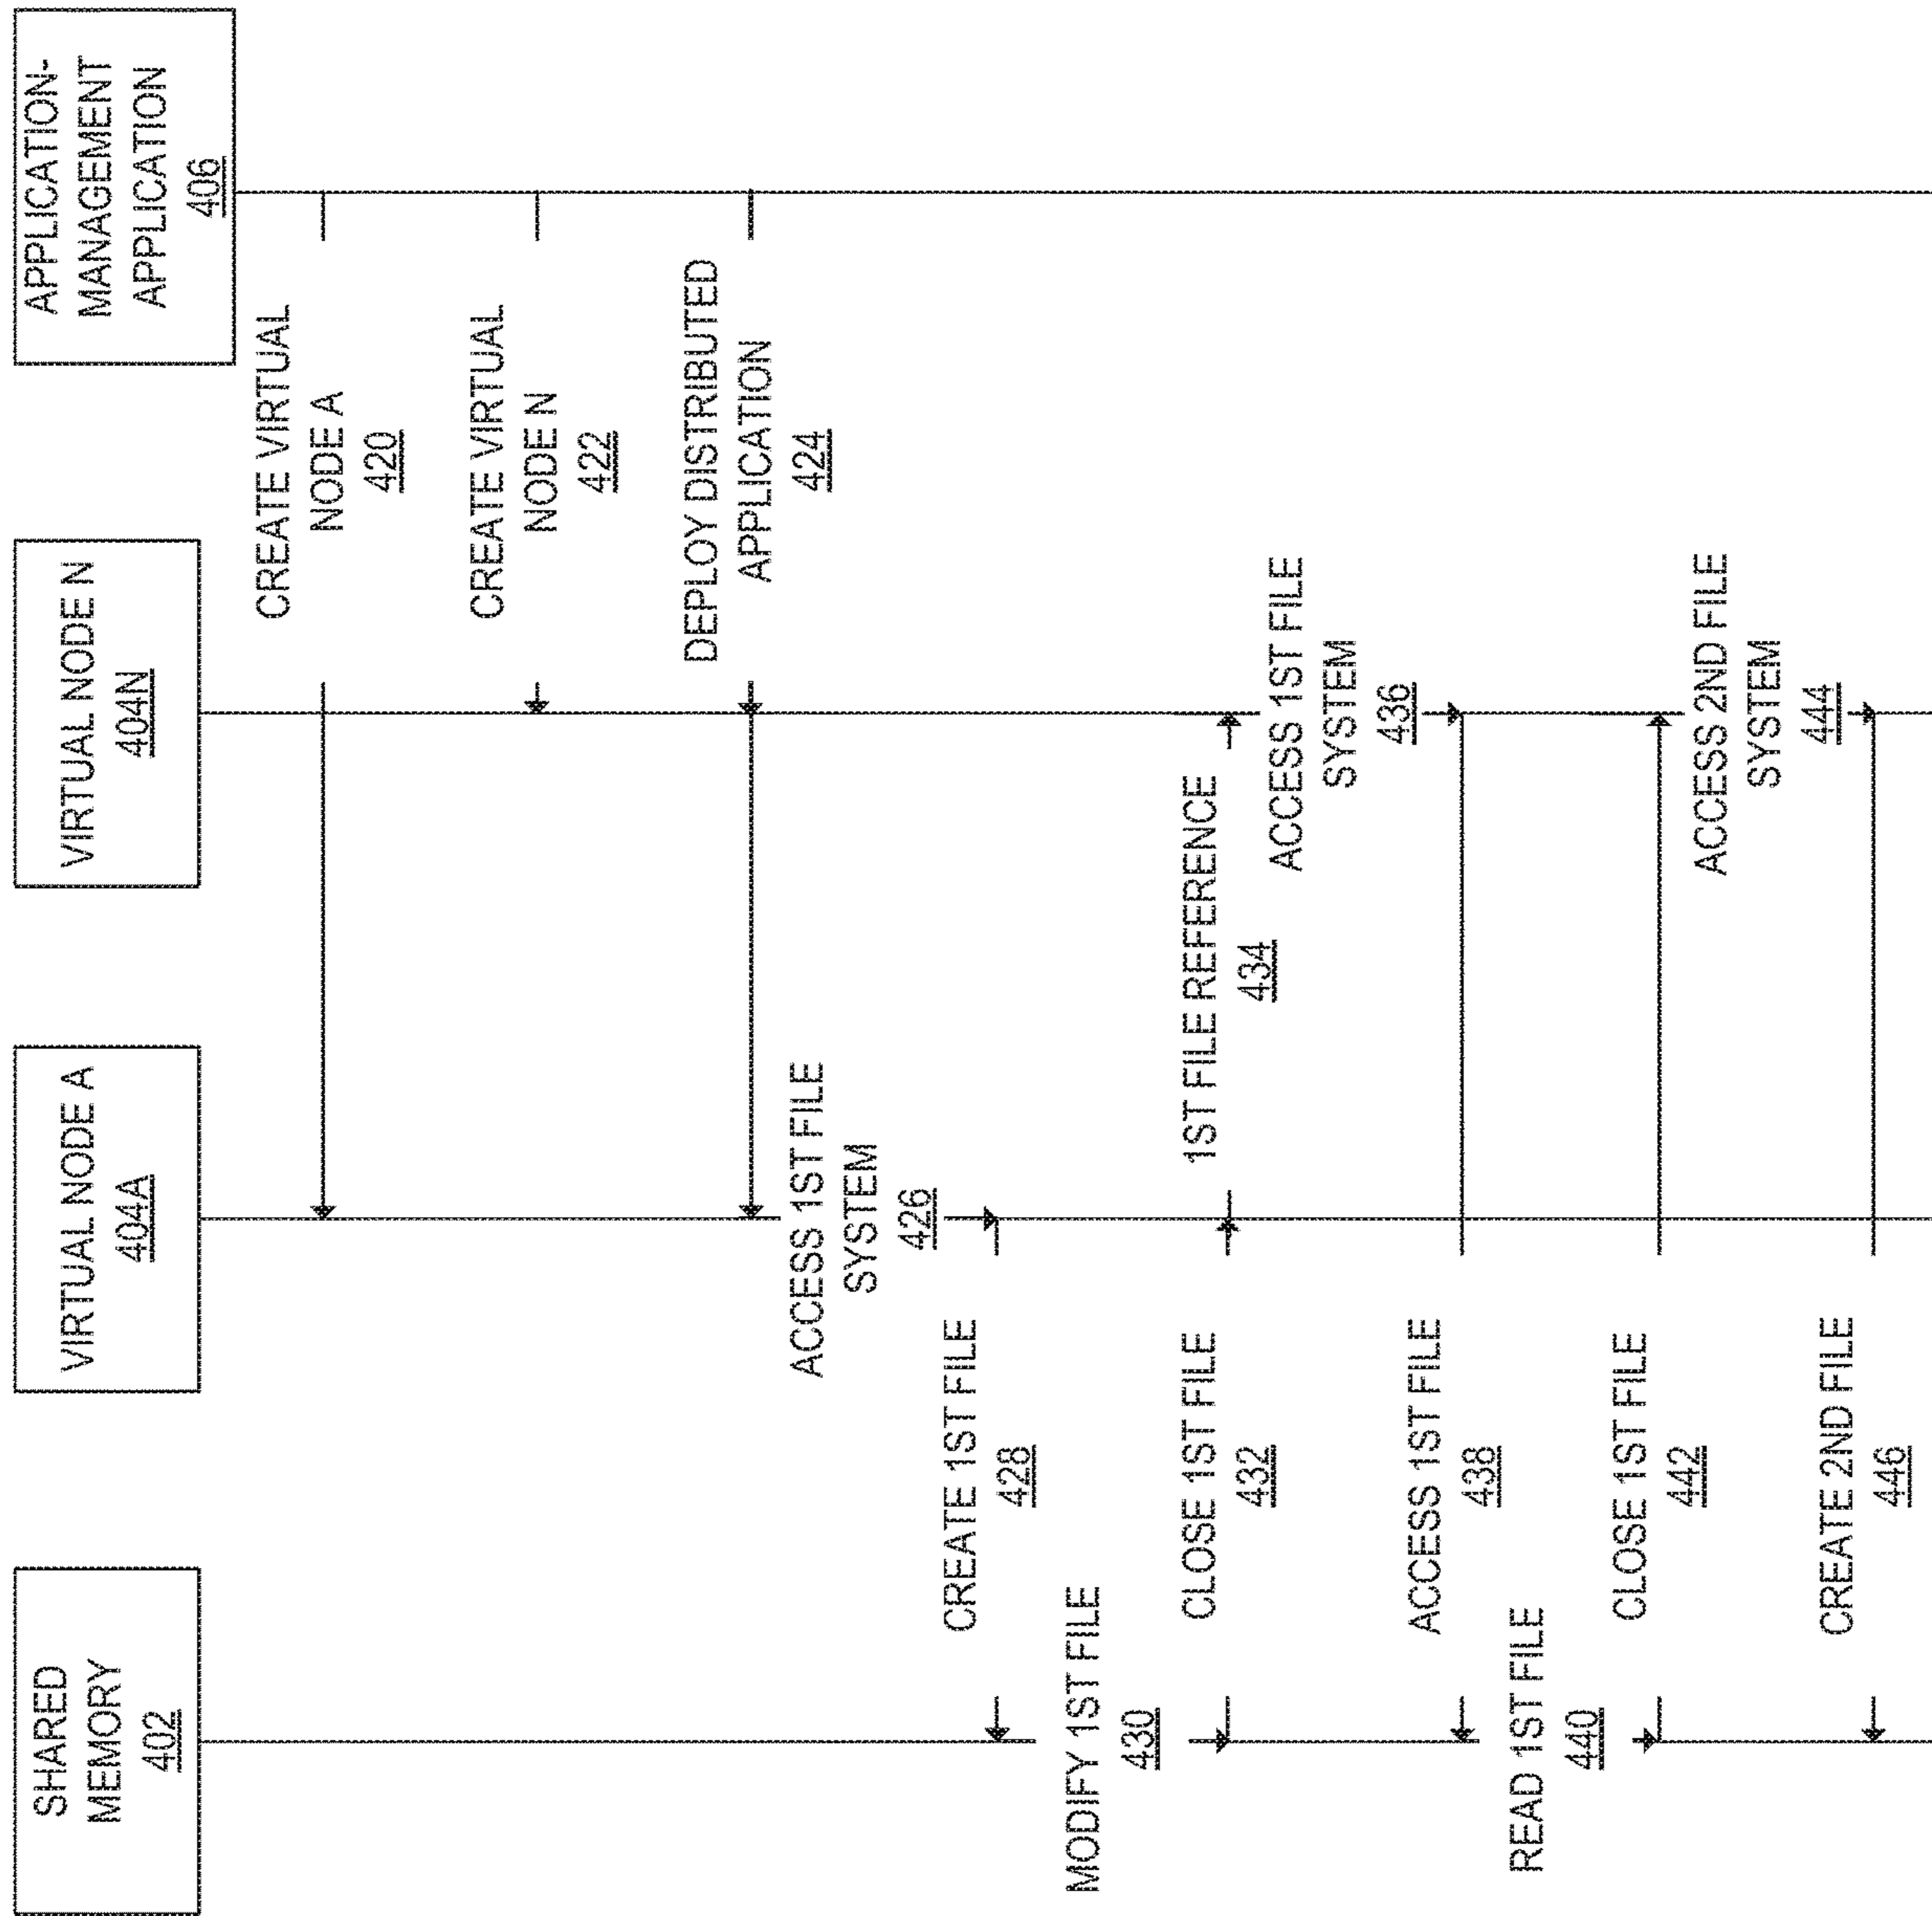 SHARED
MEMORY
402
VIRTUAL NODE A
404A
VIRTUAL NODE N
404N
APPLICATION-
MANAGEMENT
APPLICATION
406
CREATE VIRTUAL
NODE A
420
CREATE VIRTUAL
NODE N
422
DEPLOY DISTRIBUTED
APPLICATION
424
ACCESS 1ST FILE
SYSTEM
426
CREATE 1ST FILE
428
MODIFY 1ST FILE
430
CLOSE 1ST FILE
432
1ST FILE REFERENCE
434
ACCESS 1ST FILE
SYSTEM
436
ACCESS 1ST FILE
438
READ 1ST FILE
440
CLOSE 1ST FILE
442
ACCESS 2ND FILE
SYSTEM
444
CREATE 2ND FILE
446